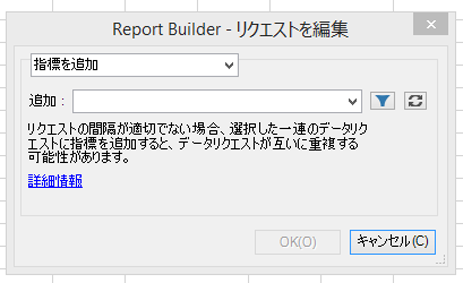 Report Builder - リクエストを編集
指標を追加
追加：
リクエストの間隔が適切でない場合、選択した一連のデータリク
エストに指標を追加すると、データリクエストが互いに重複する
可能性があります。
詳細情報
OK(O)
キャンセル(C)